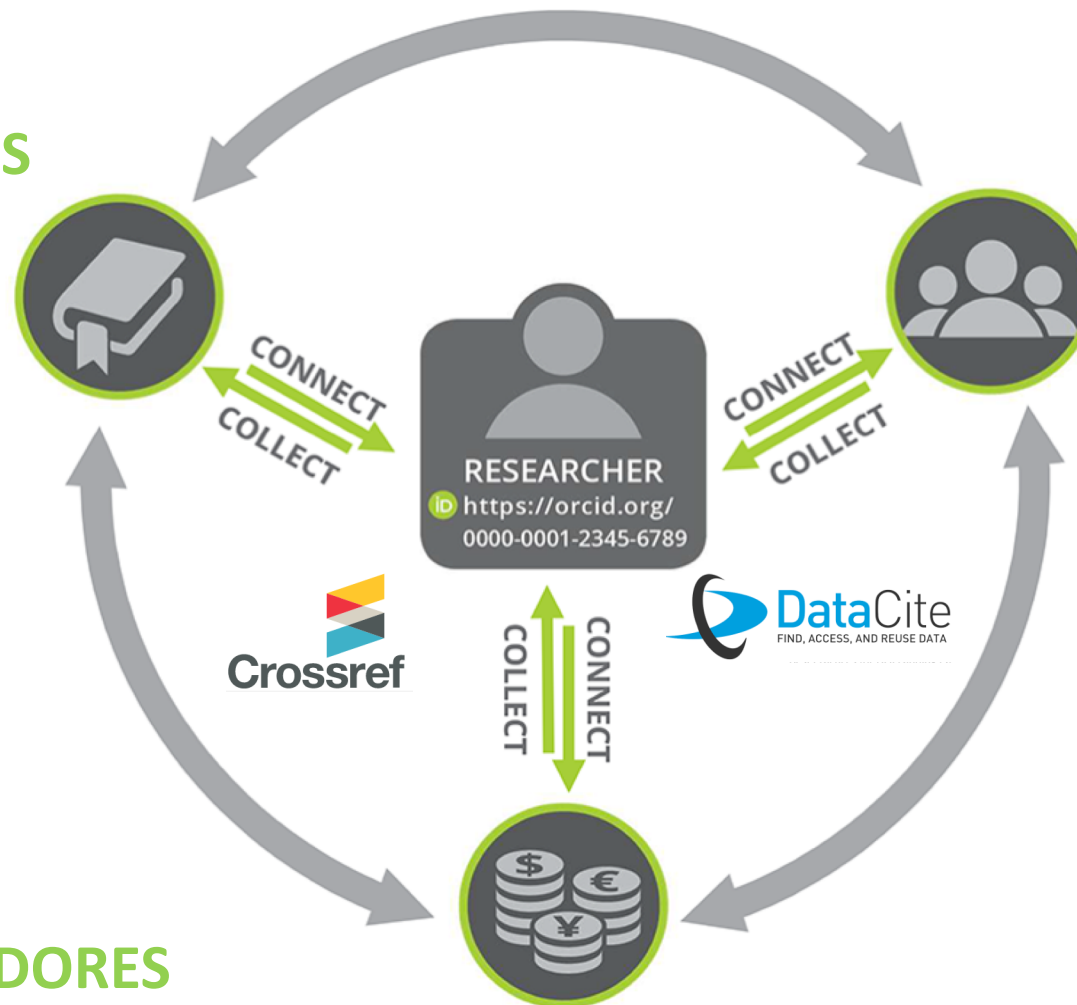 S
CONNECT
COLLECT
CONNECT
COLLECT
RESEARCHER
iD https://orcid.org/
0000-0001-2345-6789
Crossref
DataCite
FIND, ACCESS, AND REUSE DATA
COLLECT
CONNECT
$
€
¥
DORES